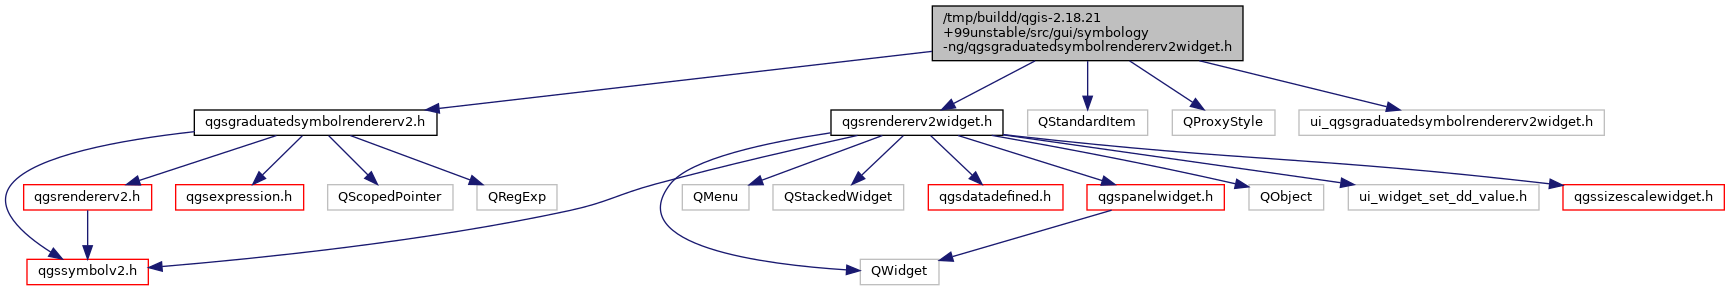 /tmp/buildd/qgis-2.18.21
+99unstable/src/gui/symbology
-ng/qgsgraduatedsymbolrendererv2widget.h
qgsgraduatedsymbolrendererv2.h
qgsrendererv2widget.h
QStandardItem
QProxyStyle
ui_qgsgraduatedsymbolrendererv2widget.h
qgsrendererv2.h
qgsexpression.h
QScopedPointer
QRegExp
QMenu
QStackedWidget
qgsdatadefined.h
qgspanelwidget.h
QObject
ui_widget_set_dd_value.h
qgssizescalewidget.h
qgssymbolv2.h
QWidget